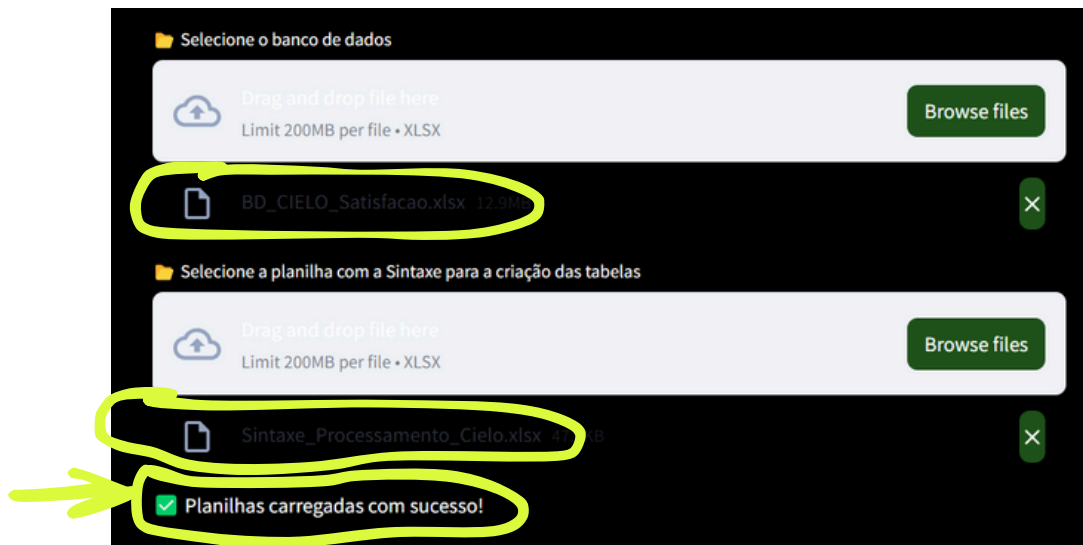 Selecione o banco de dados
Drag and drop file here
Limit 200MB per file • XLSX
Browse files
BD_CIELO_Satisfacao.xlsx 12.9MB
Selecione a planilha com a Sintaxe para a criação das tabelas
Drag and drop file here
Limit 200MB per file • XLSX
Browse files
Sintaxe_Processamento_Cielo.xlsx
Planilhas carregadas com sucesso!